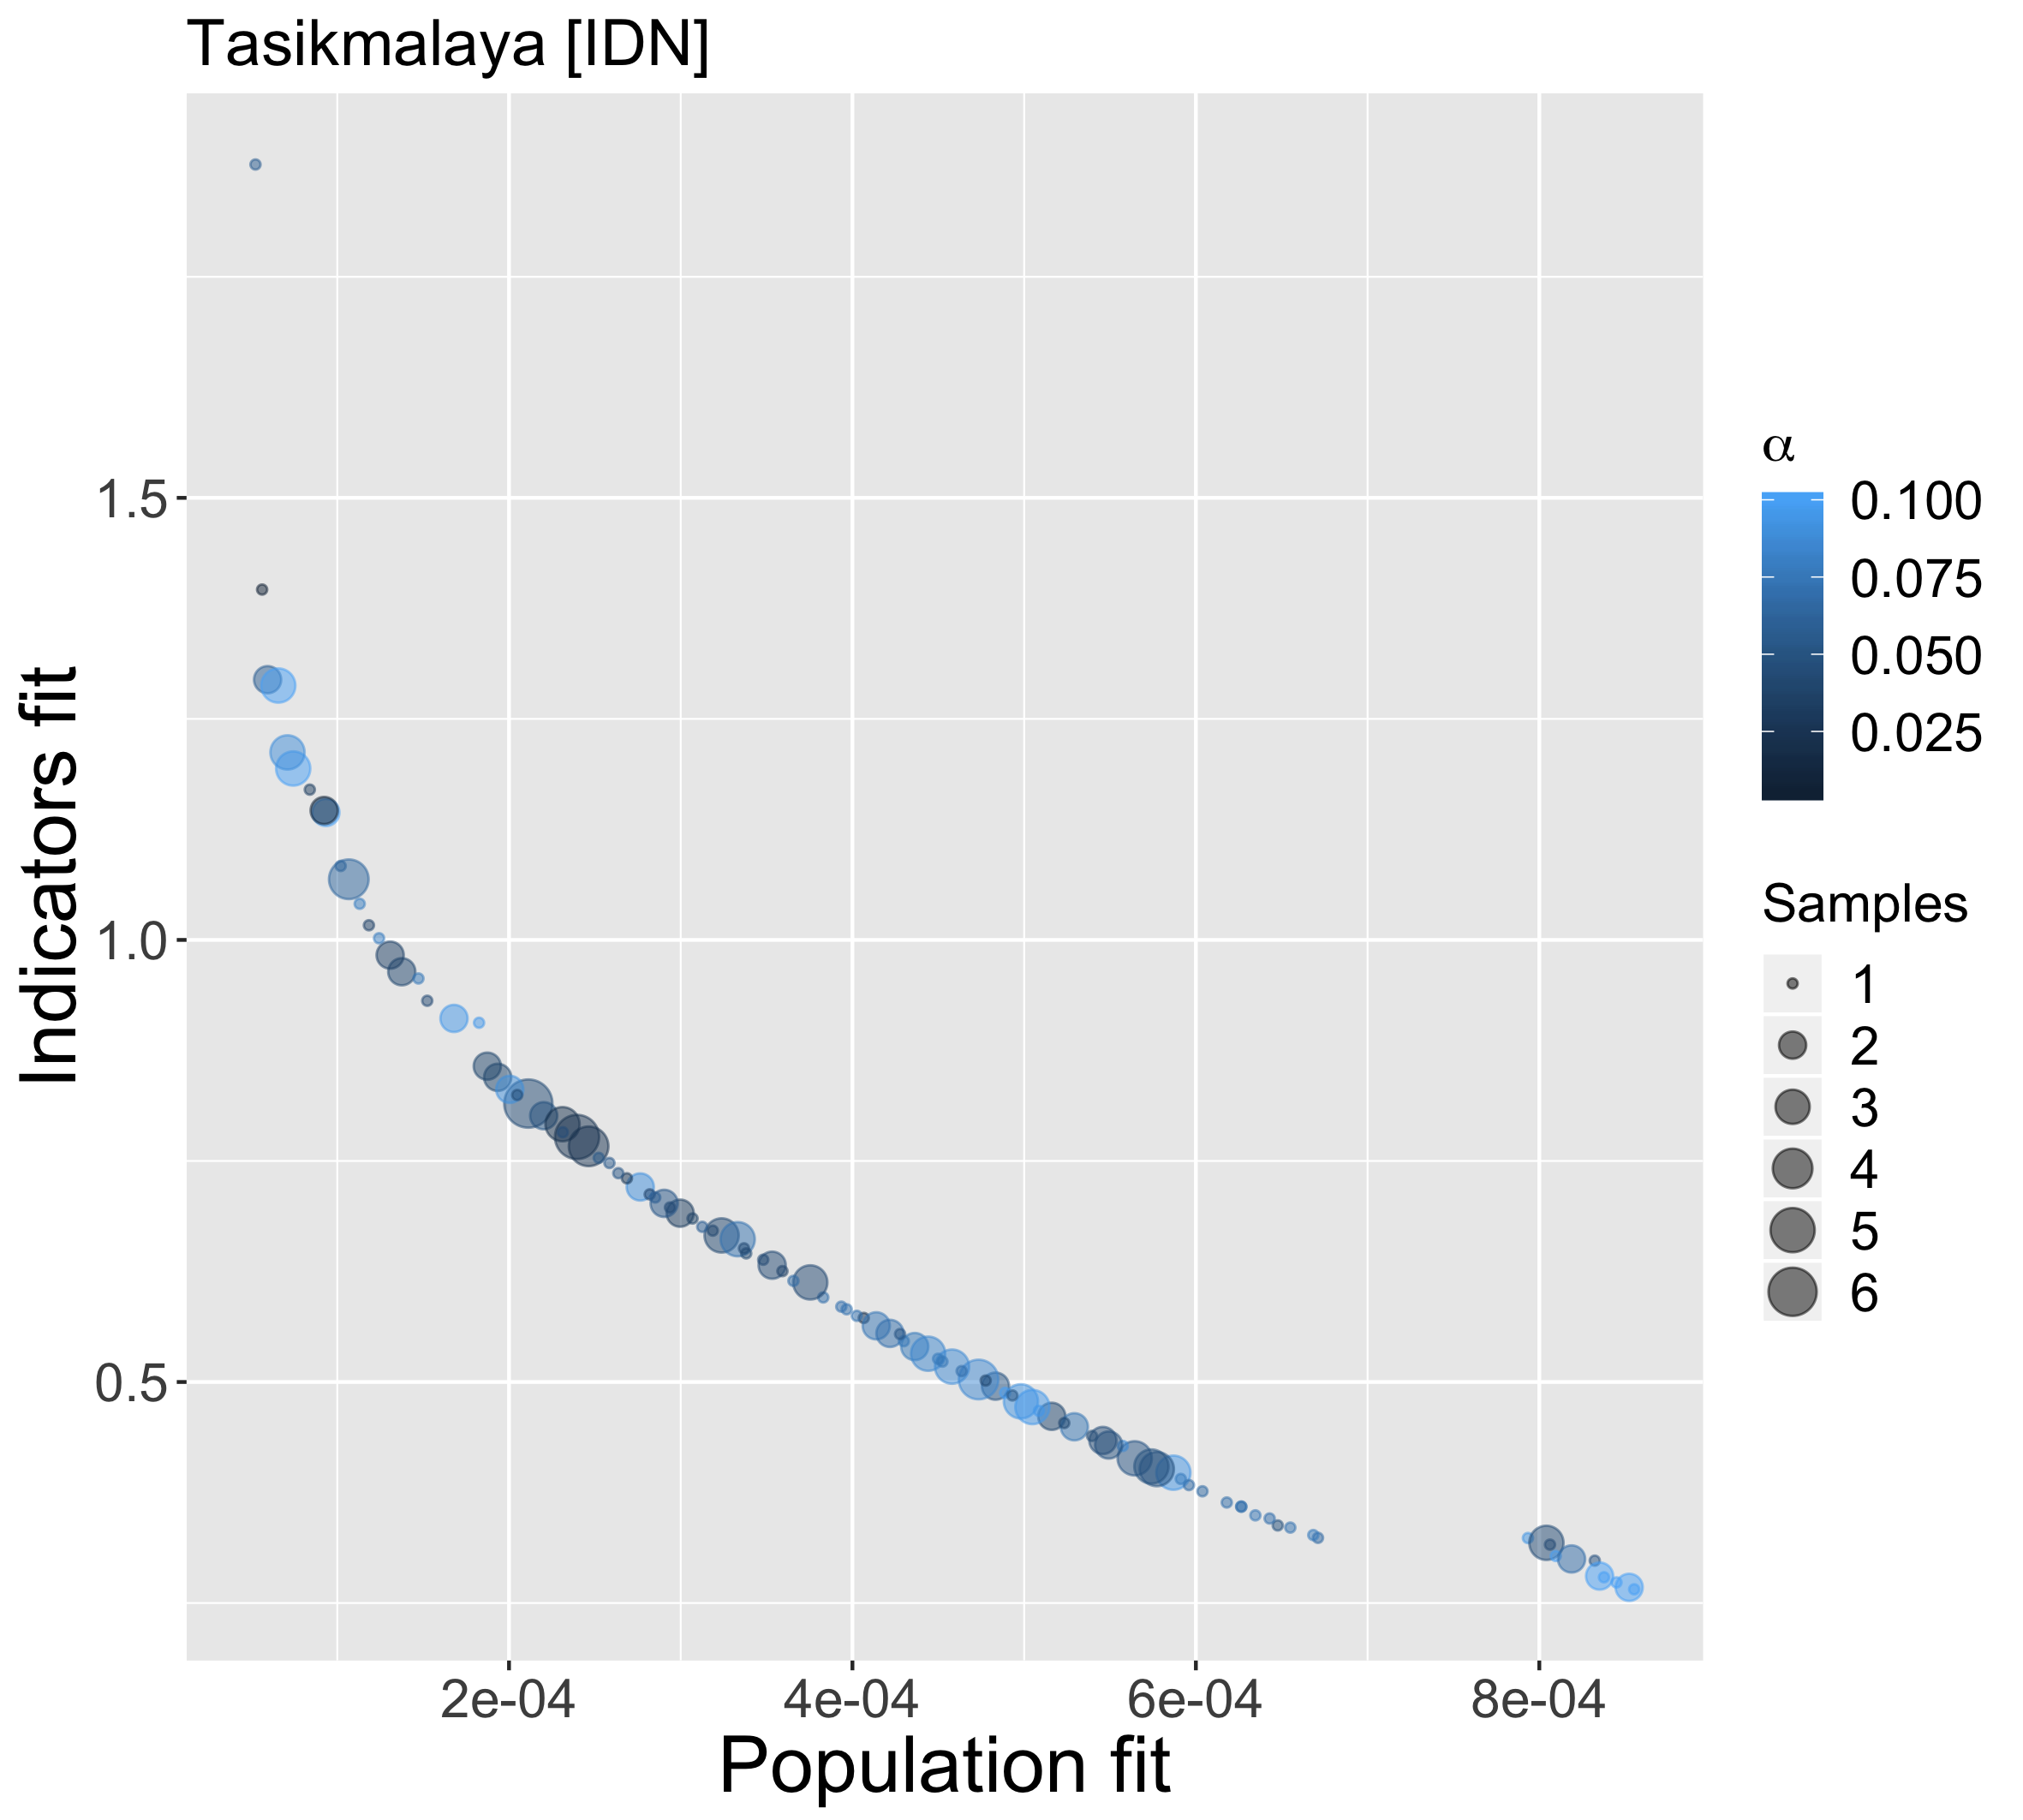 Tasikmalaya [IDN]
Indicators fit
1.5
1.0
0.5
2e-04
4e-04
6e-04
8e-04
Population fit
α
0.100
0.075
0.050
0.025
Samples
1
2
3
4
5
6